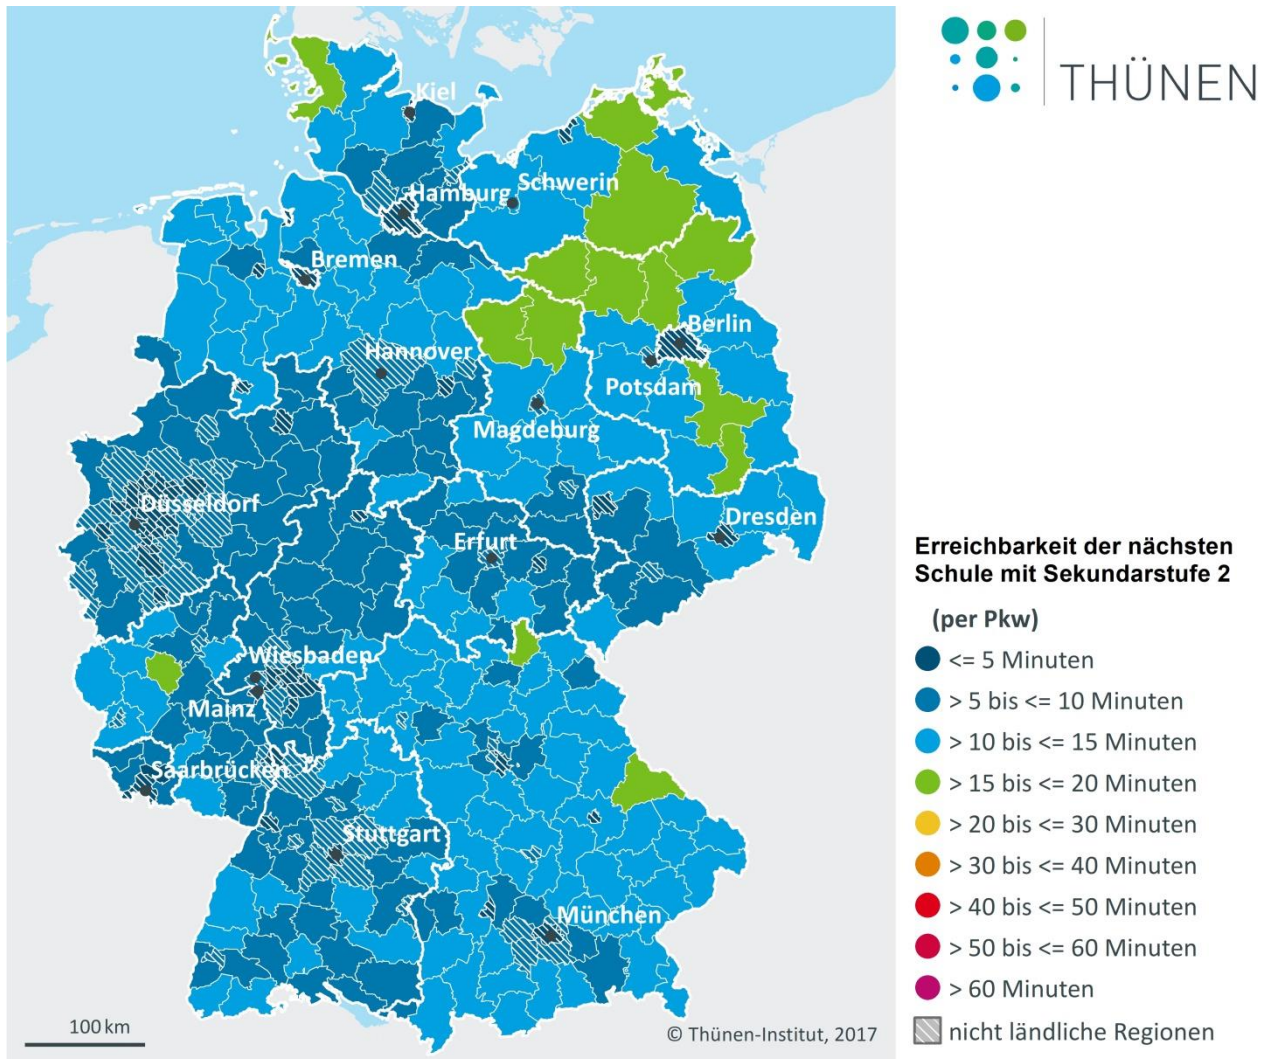 THÜNEN
Kiel
Hamburg
Schwerin
Bremen
Berlin
Hannover
Potsdam
Magdeburg
Düsseldorf
Dresden
Erfurt
Wiesbaden
Mainz
Saarbrücken
Stuttgart
München
100 km
© Thünen-Institut, 2017
Erreichbarkeit der nächsten
Schule mit Sekundarstufe 2
(per Pkw)
<= 5 Minuten
> 5 bis <= 10 Minuten
> 10 bis <= 15 Minuten
> 15 bis <= 20 Minuten
> 20 bis <= 30 Minuten
> 30 bis <= 40 Minuten
> 40 bis <= 50 Minuten
> 50 bis <= 60 Minuten
> 60 Minuten
nicht ländliche Regionen